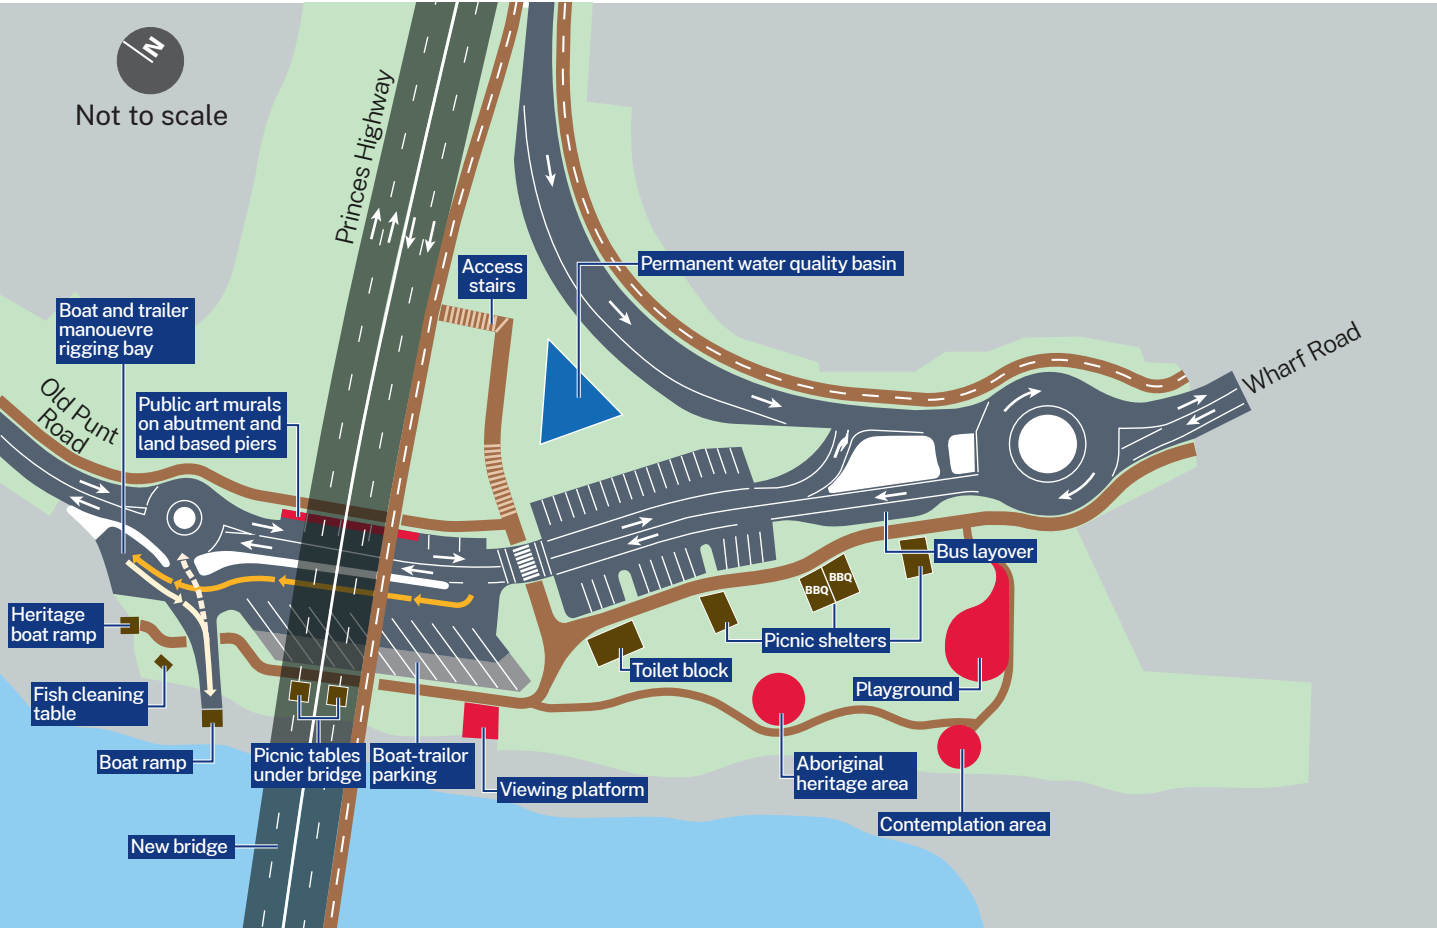 N
Not to scale
Princes Highway
Access
stairs
Permanent water quality basin
Boat and trailer
manouevre
rigging bay
Wharf Road
Old Punt
Road
Public art murals
on abutment and
land based piers
Bus layover
BBQ
BBQ
Heritage
boat ramp
Picnic shelters
Toilet block
Fish cleaning
table
Playground
Boat ramp
Picnic tables
under bridge
Boat-trailor
parking
Viewing platform
Aboriginal
heritage area
Contemplation area
New bridge